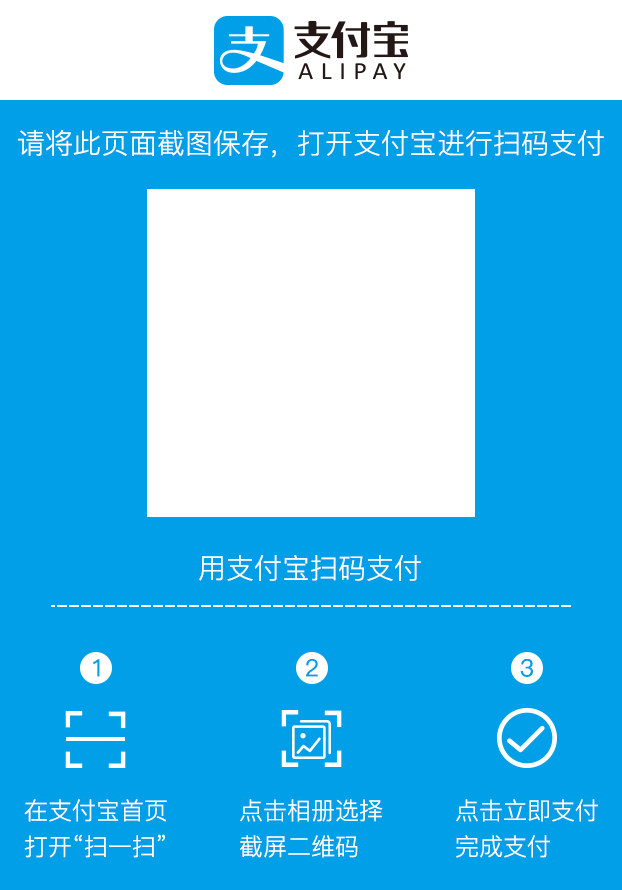 支 支付宝
ALIPAY
请将此页面截图保存，打开支付宝进行扫码支付
用支付宝扫码支付
1 2 3
在支付宝首页 点击相册选择 点击立即支付
打开“扫一扫” 截屏二维码 完成支付